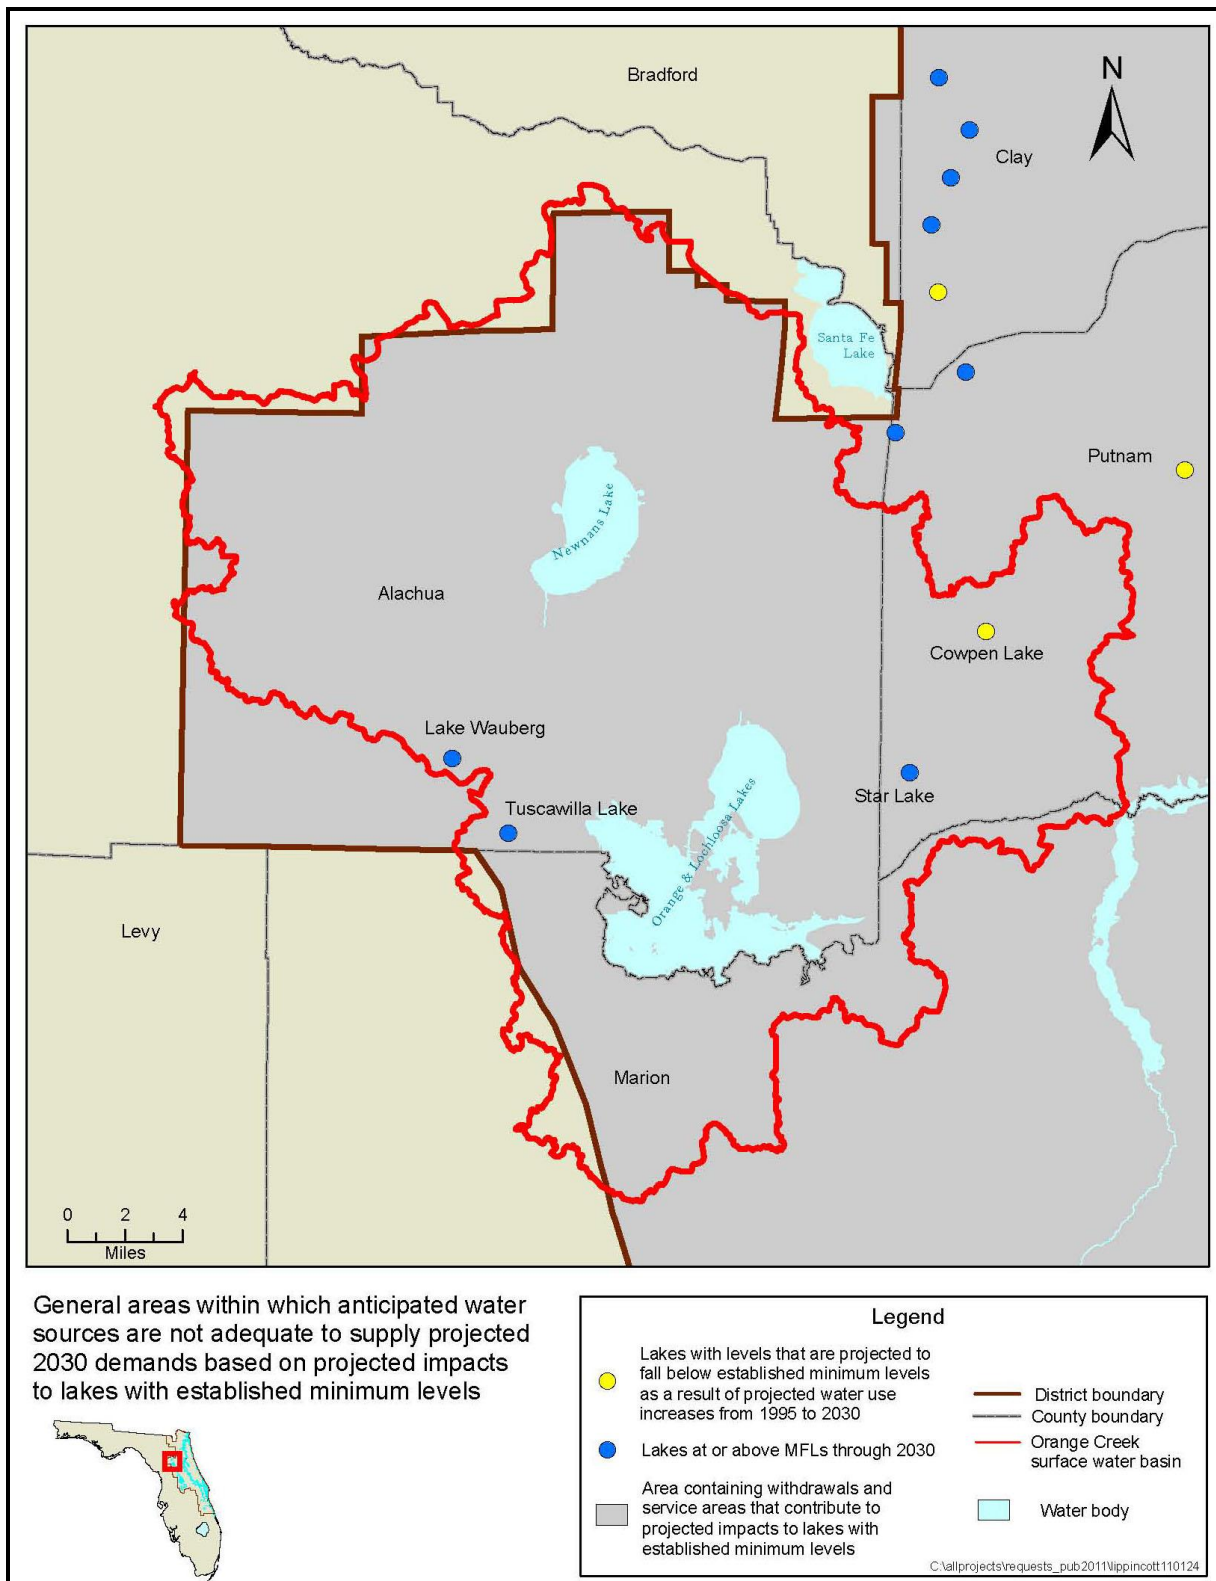 Bradford
N
Clay
Santa Fe
Lake
Putnam
Newnans Lake
Alachua
Cowpen Lake
Lake Wauberg
Star Lake
Tuscawilla Lake
Orange & Lochloosa Lakes
Levy
Marion
0 2 4
Miles
General areas within which anticipated water
sources are not adequate to supply projected
2030 demands based on projected impacts
to lakes with established minimum levels
Legend
Lakes with levels that are projected to
fall below established minimum levels
as a result of projected water use
increases from 1995 to 2030
Lakes at or above MFLs through 2030
Area containing withdrawals and
service areas that contribute to
projected impacts to lakes with
established minimum levels
District boundary
County boundary
Orange Creek
surface water basin
Water body
C:\allprojects\requests_pub2011\lippincott110124